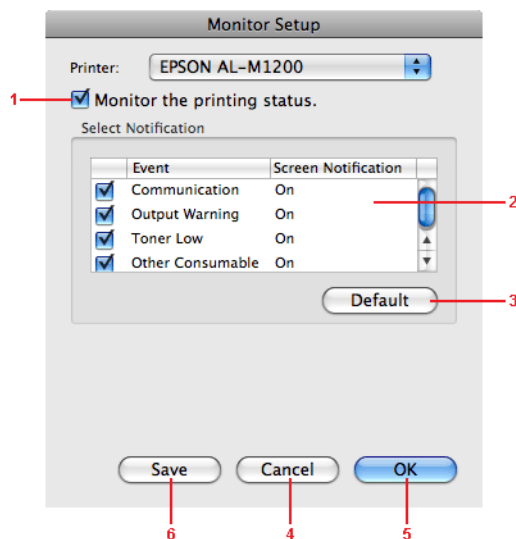 Monitor Setup
Printer: EPSON AL-M1200
1 Monitor the printing status.
Select Notification
Event Screen Notification
Communication On
2
Output Warning On
Toner Low On
Other Consumable On
Default 3
Save Cancel OK
6 4 5